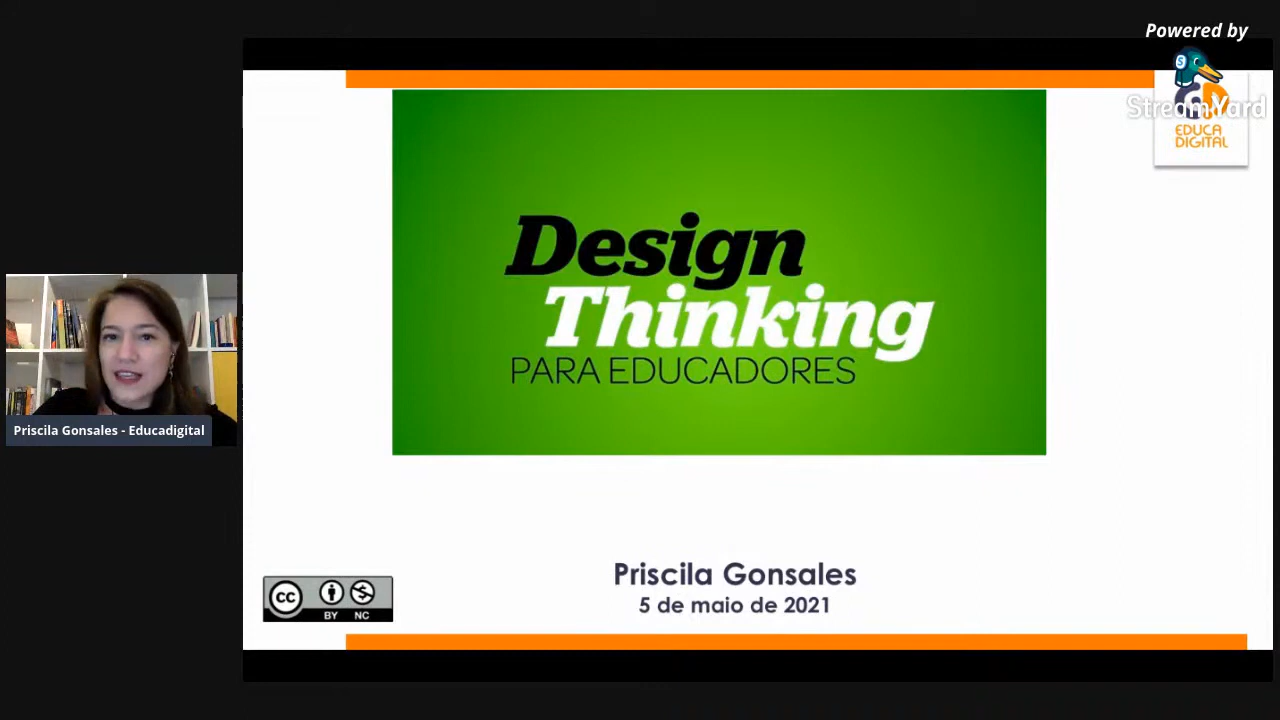 Powered by
StreamYard
EDUCA
DIGITAL
Design
Thinking
PARA EDUCADORES
Priscila Gonsales - Educadigital
Priscila Gonsales
5 de maio de 2021
cc
BY NC